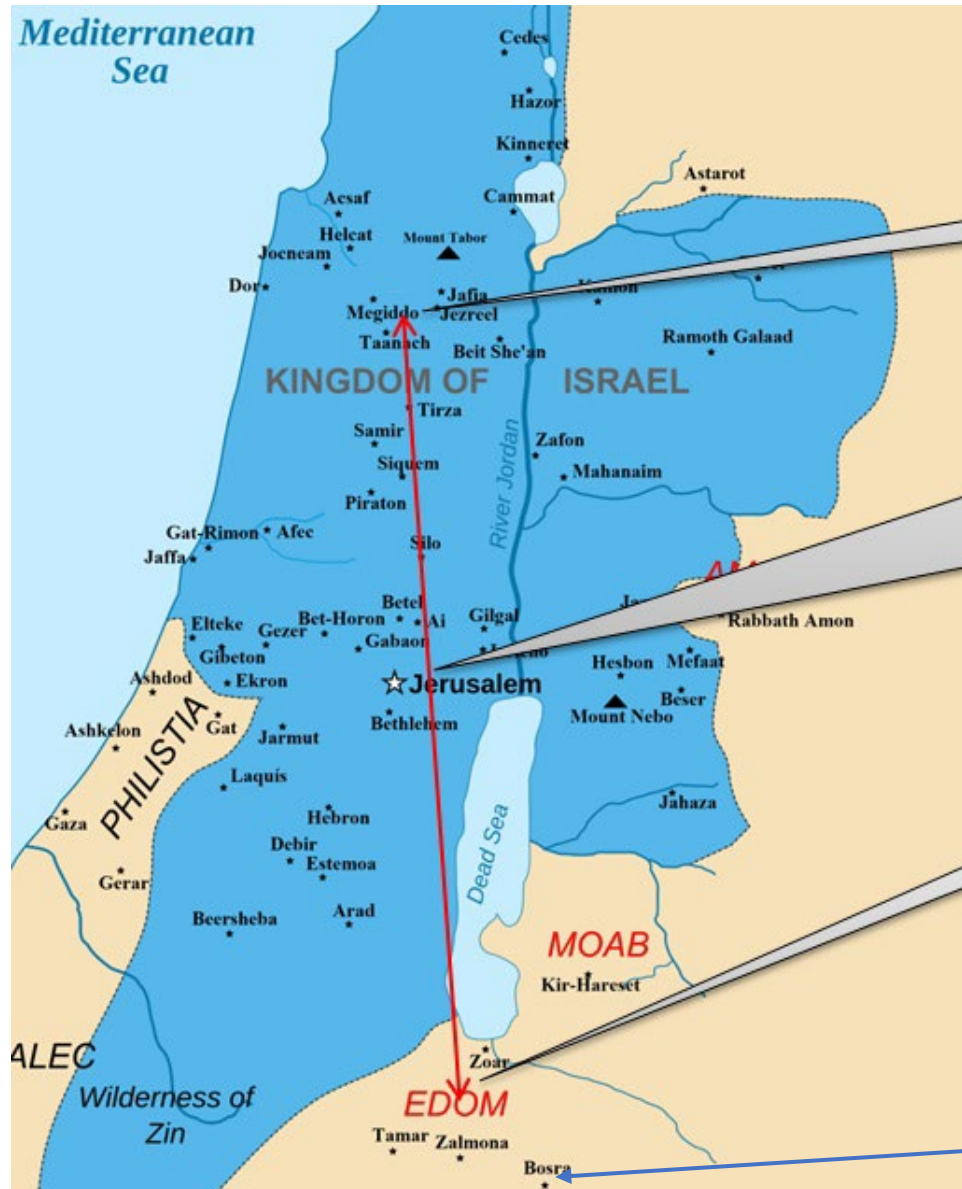 Mediterranean
Sea
Cedes
Hazor
Kinneret
Astarot
Cammat
Acsaf
Helcat
Mount Tabor
Jocneam
Dor
Jafia
Megiddo
Jezreel
Taanach
Beit She'an
Ramoth Galaad
KINGDOM OF ISRAEL
Tirza
Samir
Zafon
Siquem
Mahanaim
Piraton
River Jordan
Gat-Rimon
Afec
Silo
Jaffa
Betel
Elteke
Gezer
Bet-Horon
Ai
Gilgal
Rabbath Amon
Gibeton
Gabaon
Hesbon
Mefaat
Ashdod
Ekron
Jerusalem
Beser
Gat
Bethlehem
Mount Nebo
Ashkelon
Jarmut
PHILISTIA
Laquis
Jahaza
Gaza
Hebron
Dead Sea
Debir
Estemoa
Gerar
Beersheba
Arad
MOAB
Kir-Hareset
ALEC
Zoar
Wilderness of
Zin
EDOM
Tamar
Zalmona
Bosra